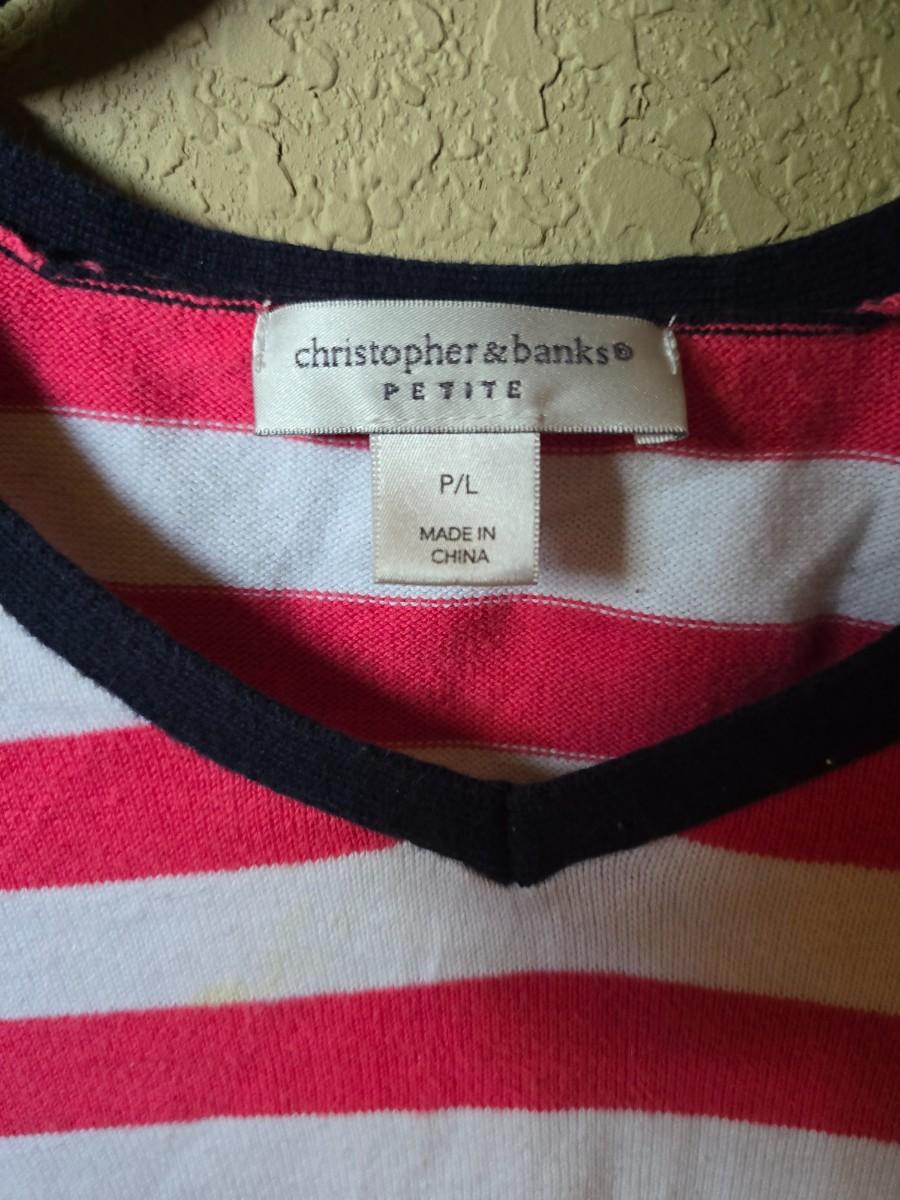 christopher & banks®
PETITE
P/L
MADE IN
CHINA